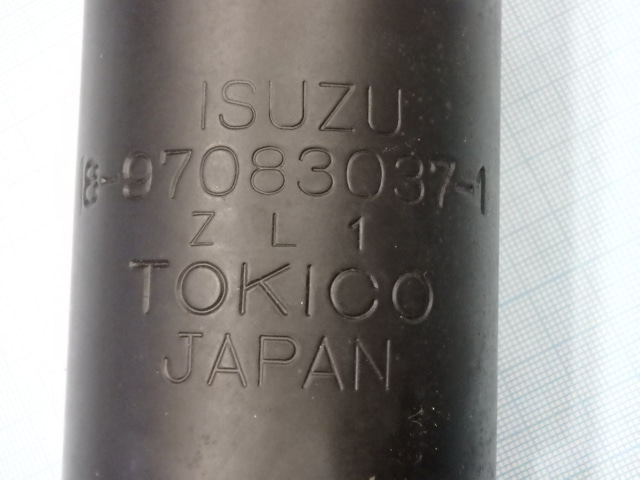 ISUZU
8-97083037-1
Z L 1
TOKICO
JAPAN